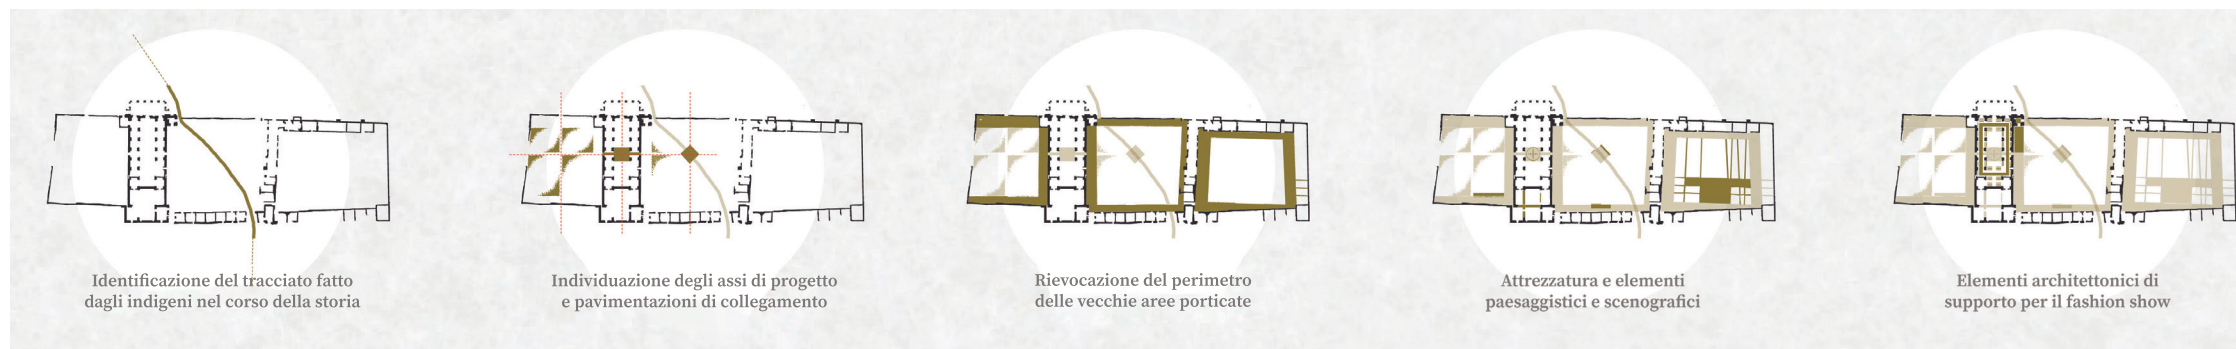 Identificazione del tracciato fatto
dagli indigeni nel corso della storia
Individuazione degli assi di progetto
e pavimentazioni di collegamento
Rievocazione del perimetro
delle vecchie aree porticate
Attrezzatura e elementi
paesaggistici e scenografici
Elementi architettonici di
supporto per il fashion show